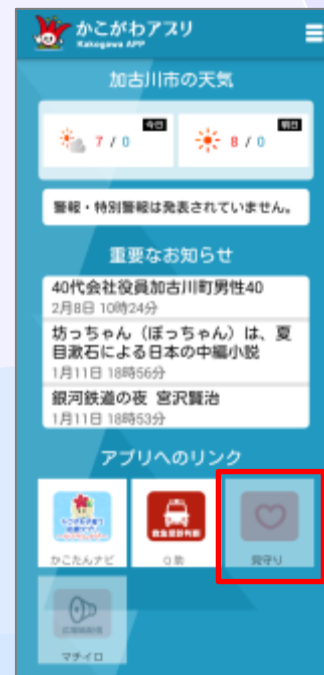 かこがわアプリ
Kakogawa APP
加古川市の天気
今日
明日
7 / 0
8 / 0
警報・特別警報は発表されていません。
重要なお知らせ
40代会社役員加古川町男性40
2月8日 10時24分
坊っちゃん（ぼっちゃん）は、夏
目漱石による日本の中編小説
1月11日 18時56分
銀河鉄道の夜 宮沢賢治
1月11日 18時53分
アプリへのリンク
かこたんナビ
Q助
見守り
マチイロ